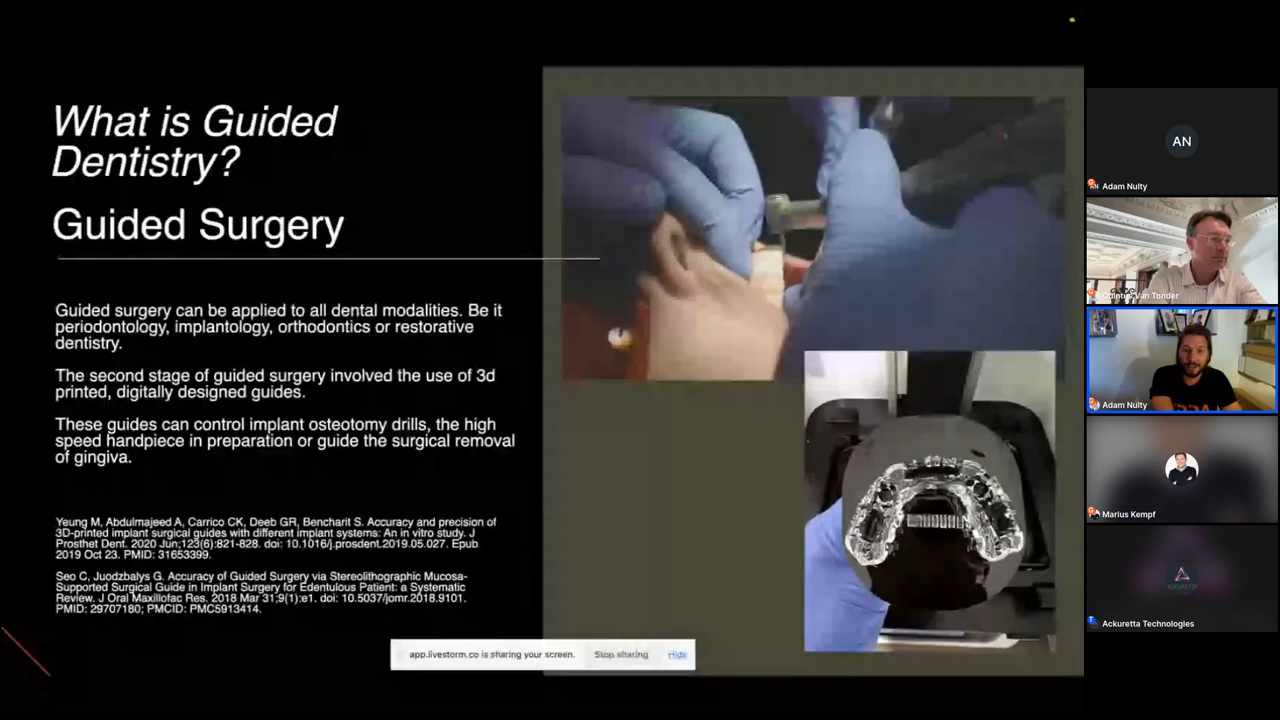 What is Guided
Dentistry?
Guided Surgery
Guided surgery can be applied to all dental modalities. Be it
periodontology, implantology, orthodontics or restorative
dentistry.
The second stage of guided surgery involved the use of 3d
printed, digitally designed guides.
These guides can control implant osteotomy drills, the high
speed handpiece in preparation or guide the surgical removal
of gingiva.
Yeung M, Abdulmajeed A, Carrico CK, Deeb GR, Bencharit S. Accuracy and precision of
3D-printed implant surgical guides with different implant systems: An in vitro study. J
Prosthet Dent. 2020 Jun;123(6):821-828. doi: 10.1016/j.prosdent.2019.05.027. Epub
2019 Oct 23. PMID: 31653399.
Seo C, Juodzbalys G. Accuracy of Guided Surgery via Stereolithographic Mucosa-
Supported Surgical Guide in Implant Surgery for Edentulous Patient: a Systematic
Review. J Oral Maxillofac Res. 2018 Mar 31;9(1):e1. doi: 10.5037/jomr.2018.9101.
PMID: 29707180; PMCID: PMC5913414.
app.livestorm.co is sharing your screen.
Stop sharing
Hide
AN
Adam Nulty
Van Tonder
Adam Nulty
Marius Kempf
ACKURETTA
Ackuretta Technologies